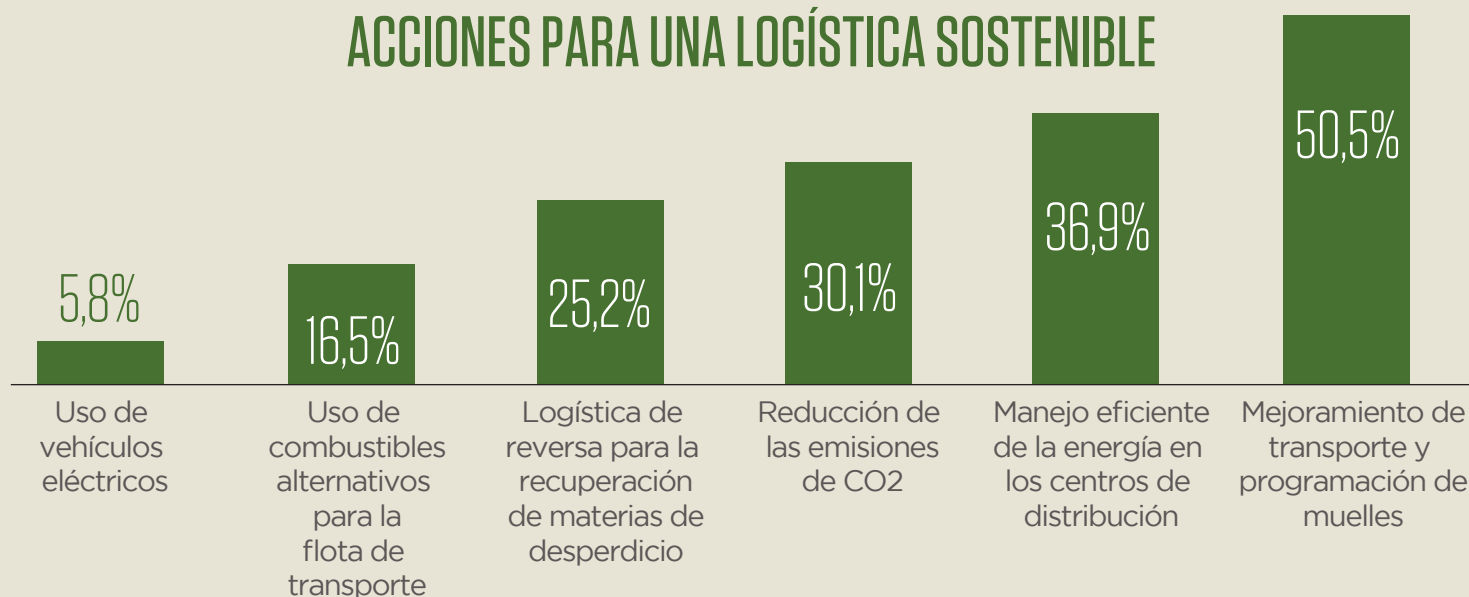 ACCIONES PARA UNA LOGÍSTICA SOSTENIBLE
5,8%
16,5%
25,2%
30,1%
36,9%
50,5%
Uso de
vehículos
eléctricos
Uso de
combustibles
alternativos
para la
flota de
transporte
Logística de
reversa para la
recuperación
de materias de
desperdicio
Reducción de
las emisiones
de CO2
Manejo eficiente
de la energía en
los centros de
distribución
Mejoramiento de
transporte y
programación de
muelles